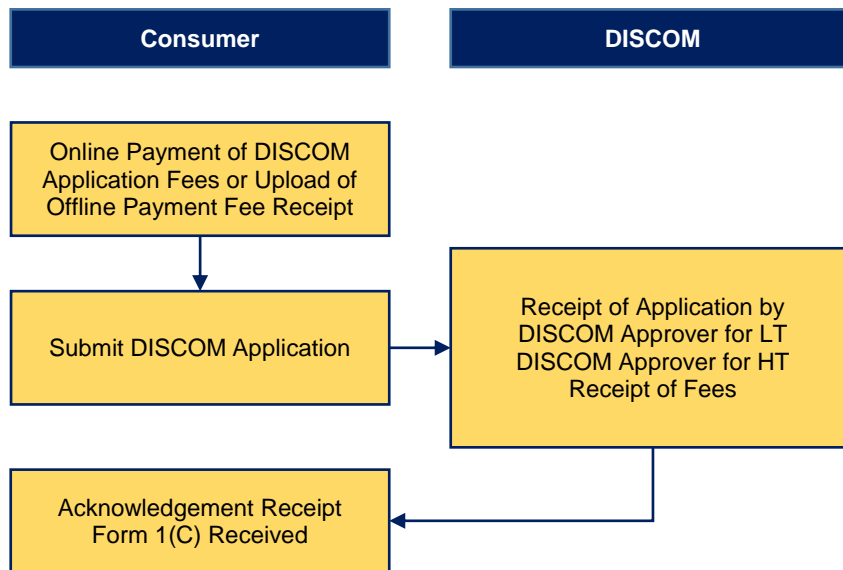 Consumer
DISCOM
Online Payment of DISCOM
Application Fees or Upload of
Offline Payment Fee Receipt
Submit DISCOM Application
Receipt of Application by
DISCOM Approver for LT
DISCOM Approver for HT
Receipt of Fees
Acknowledgement Receipt
Form 1(C) Received